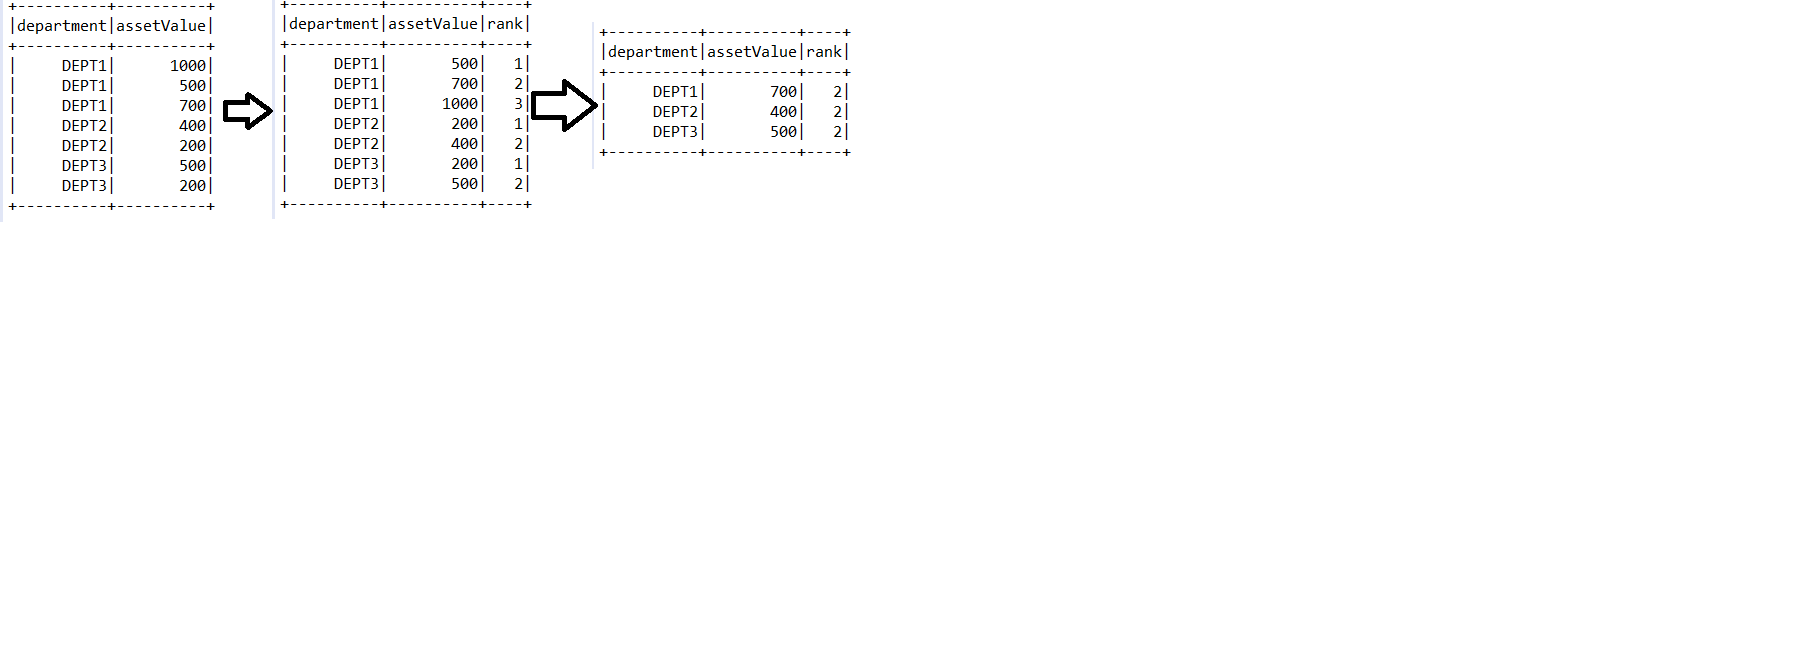 +----------+----------+
|department|assetValue|
+----------+----------+
|     DEPT1|      1000|
|     DEPT1|       500|
|     DEPT1|       700|
|     DEPT2|       400|
|     DEPT2|       200|
|     DEPT3|       500|
|     DEPT3|       200|
+----------+----------+
+----------+----------+----+
|department|assetValue|rank|
+----------+----------+----+
|     DEPT1|       500|   1|
|     DEPT1|       700|   2|
|     DEPT1|      1000|   3|
|     DEPT2|       200|   1|
|     DEPT2|       400|   2|
|     DEPT3|       200|   1|
|     DEPT3|       500|   2|
+----------+----------+----+
+----------+----------+----+
|department|assetValue|rank|
+----------+----------+----+
|     DEPT1|       700|   2|
|     DEPT2|       400|   2|
|     DEPT3|       500|   2|
+----------+----------+----+